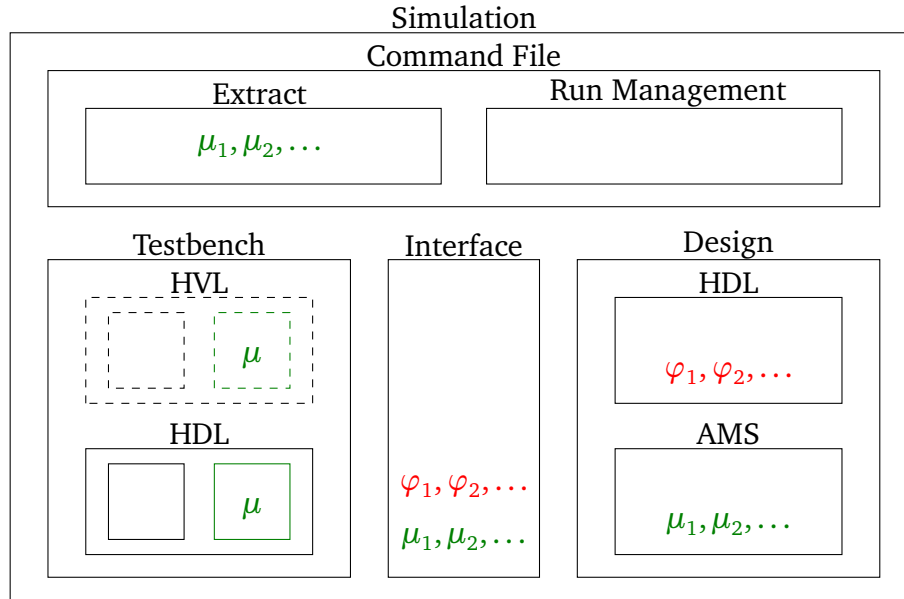 Simulation
Command File
Extract
Run Management
μ₁, μ₂, …
Testbench
Interface
Design
HVL
HDL
μ
φ₁, φ₂, …
HDL
AMS
μ
φ₁, φ₂, …
μ₁, μ₂, …
μ₁, μ₂, …